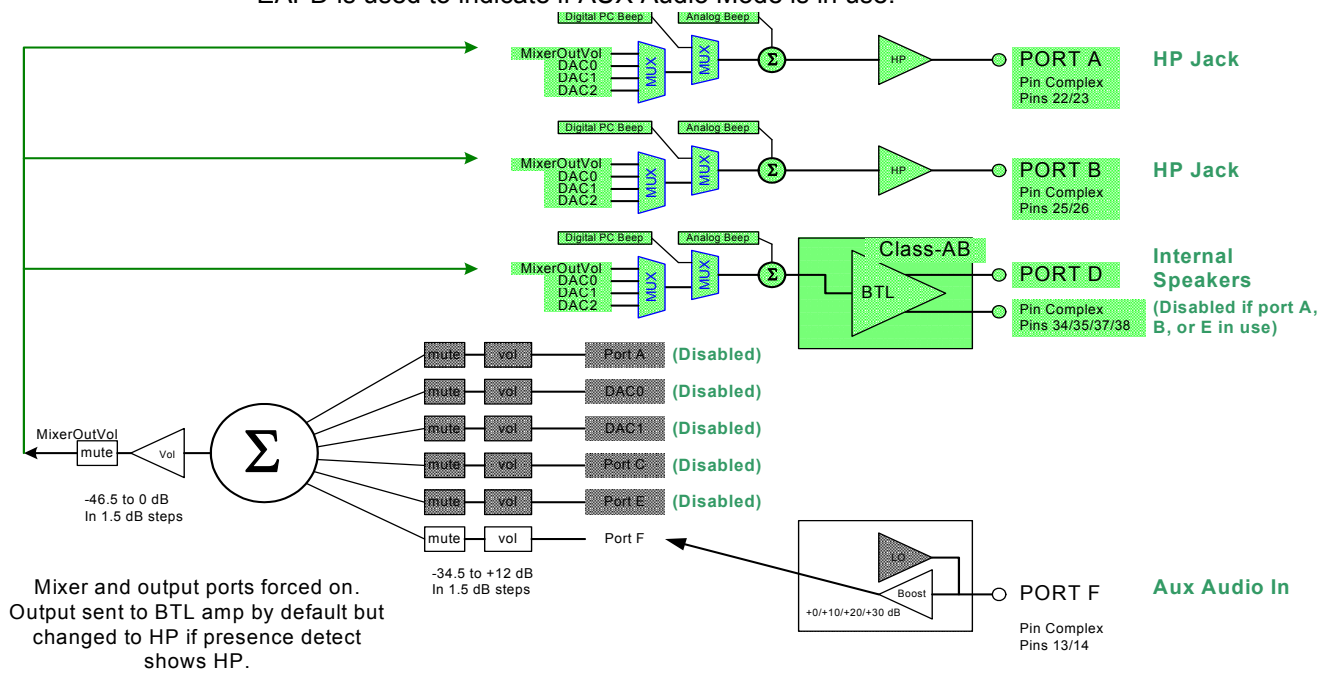 EAPD is used to indicate if AUX Audio Mode is in use.
Digital PC Beep
Analog Beep
MixerOutVol
DAC0
DAC1
DAC2
MUX
MUX
Σ
HP
PORT A
Pin Complex
Pins 22/23
HP Jack
Digital PC Beep
Analog Beep
MixerOutVol
DAC0
DAC1
DAC2
MUX
MUX
Σ
HP
PORT B
Pin Complex
Pins 25/26
HP Jack
Digital PC Beep
Analog Beep
MixerOutVol
DAC0
DAC1
DAC2
MUX
MUX
Σ
Class-AB
BTL
PORT D
Pin Complex
Pins 34/35/37/38
Internal
Speakers
(Disabled if port A,
B, or E in use)
mute vol Port A (Disabled)
mute vol DAC0 (Disabled)
mute vol DAC1 (Disabled)
mute vol Port C (Disabled)
mute vol Port E (Disabled)
mute vol Port F
-34.5 to +12 dB
In 1.5 dB steps
MixerOutVol
mute
Vol
Σ
-46.5 to 0 dB
In 1.5 dB steps
LO
Boost
+0/+10/+20/+30 dB
PORT F
Pin Complex
Pins 13/14
Aux Audio In
Mixer and output ports forced on.
Output sent to BTL amp by default but
changed to HP if presence detect
shows HP.